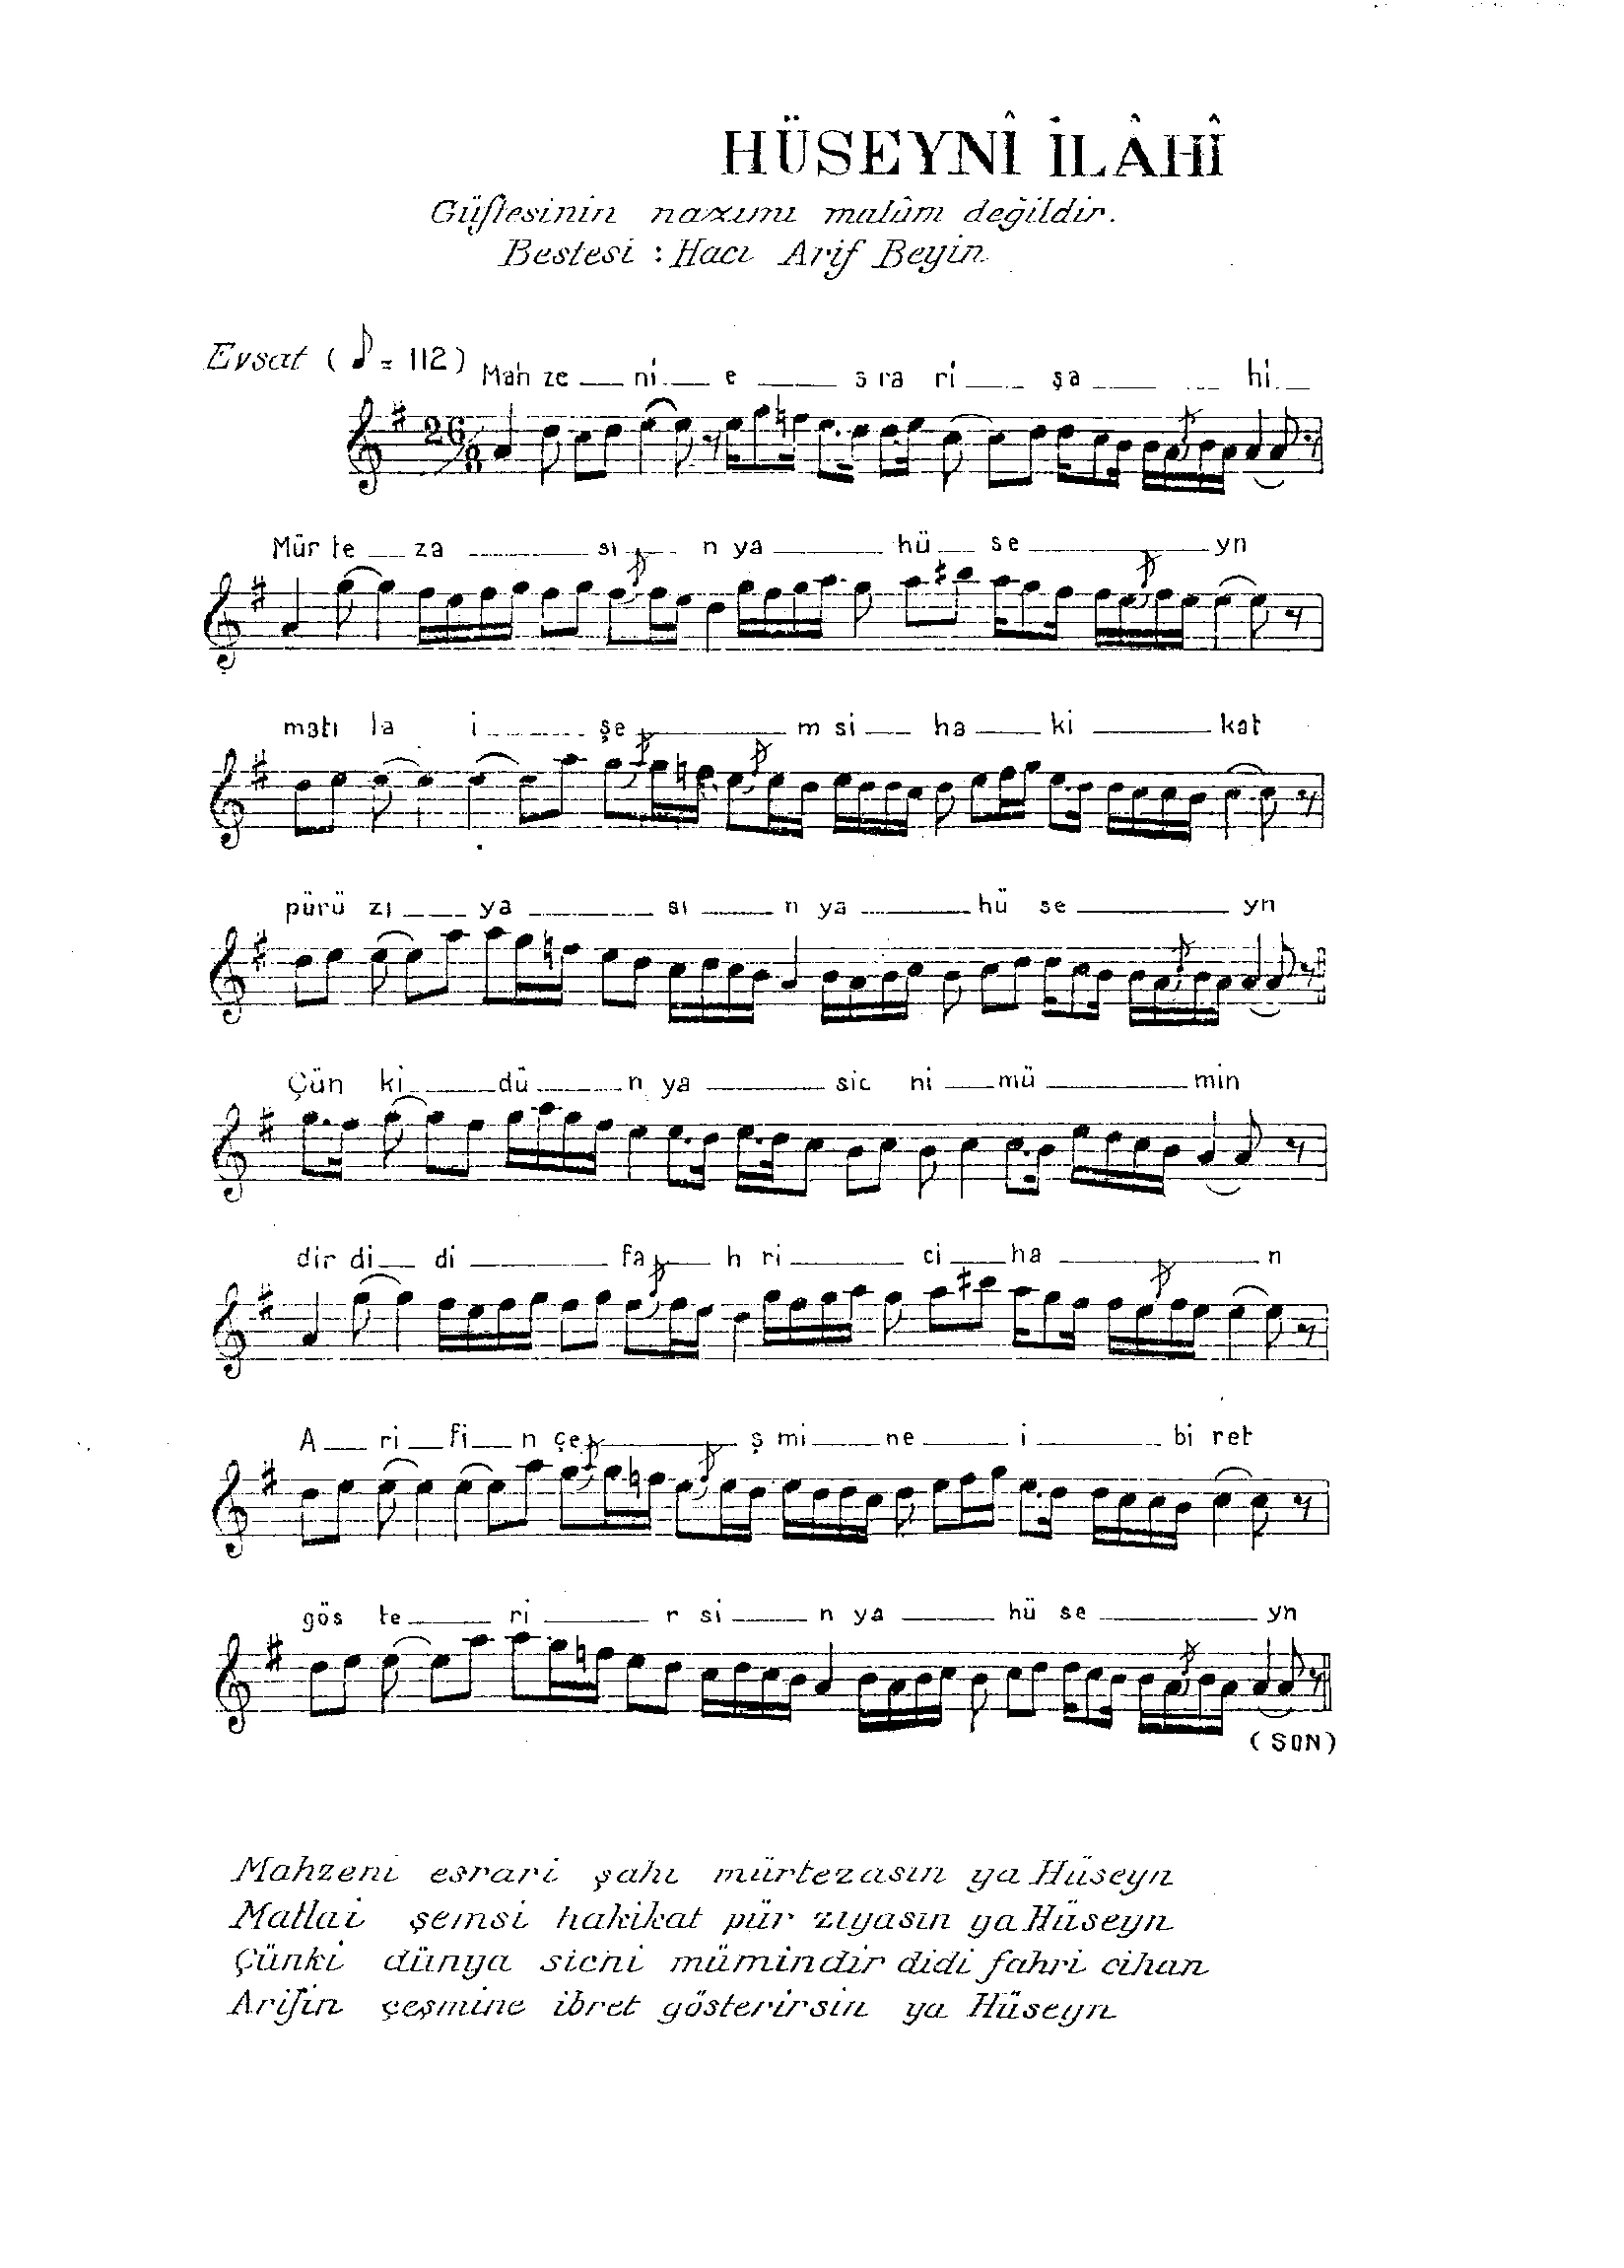 HÜSEYNÎ İLÂHÎ
Güftesinin nazımı malûm değildir.
Bestesi : Hacı Arif Beyin
Evsat ( ♪ = 112 )
Mah ze ni e s ra ri şa hi
26/8
Mür te za sı n ya hü se yn
matı la i şe m si ha ki kat
pürü zı ya sı n ya hü se yn
Çün ki dü n ya sic ni mü min
dir di di fa h ri ci ha n
A ri fi n çe ş mi ne i bi ret
gös te ri r si n ya hü se yn
( SON )
Mahzeni esrari şahı mürtezasın ya Hüseyn
Matlai şemsi hakikat pür zıyasın ya Hüseyn
Çünki dünya sicni mümindir didi fahri cihan
Arifin çeşmine ibret gösterirsin ya Hüseyn